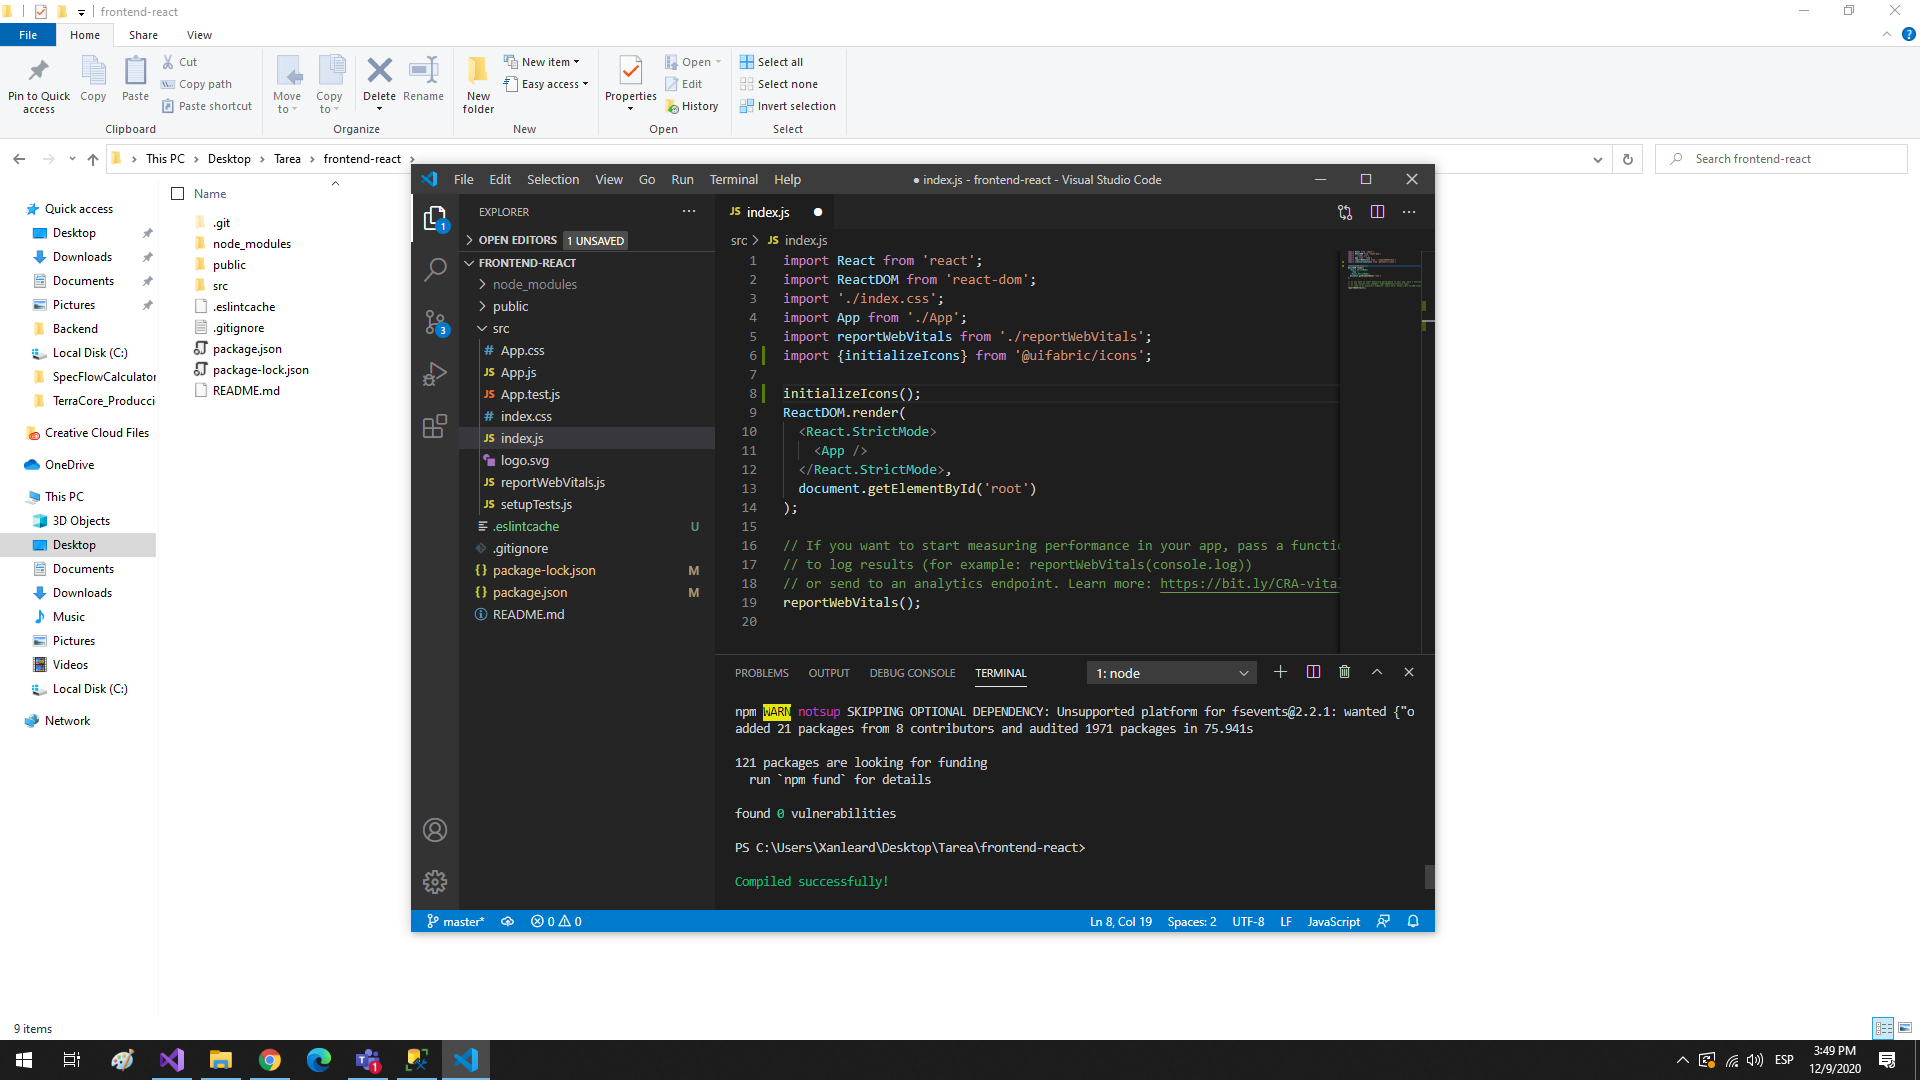 frontend-react
File
Home
Share
View
Pin to Quick access
Copy
Paste
Cut
Copy path
Paste shortcut
Clipboard
Move to
Copy to
Delete
Rename
Organize
New folder
New item
Easy access
New
Properties
Open
Edit
History
Open
Select all
Select none
Invert selection
Select
This PC
Desktop
Tarea
frontend-react
Search frontend-react
Quick access
Desktop
Downloads
Documents
Pictures
Backend
Local Disk (C:)
SpecFlowCalculator
TerraCore_Producci
Creative Cloud Files
OneDrive
This PC
3D Objects
Desktop
Documents
Downloads
Music
Pictures
Videos
Local Disk (C:)
Network
Name
.git
node_modules
public
src
.eslintcache
.gitignore
package.json
package-lock.json
README.md
File Edit Selection View Go Run Terminal Help
● index.js - frontend-react - Visual Studio Code
1
3
EXPLORER
OPEN EDITORS 1 UNSAVED
FRONTEND-REACT
node_modules
public
src
# App.css
JS App.js
JS App.test.js
# index.css
JS index.js
logo.svg
JS reportWebVitals.js
JS setupTests.js
.eslintcache U
.gitignore
{} package-lock.json M
{} package.json M
README.md
JS index.js
src > JS index.js
1 import React from 'react';
2 import ReactDOM from 'react-dom';
3 import './index.css';
4 import App from './App';
5 import reportWebVitals from './reportWebVitals';
6 import {initializeIcons} from '@uifabric/icons';
7
8 initializeIcons();
9 ReactDOM.render(
10 <React.StrictMode>
11 <App />
12 </React.StrictMode>,
13 document.getElementById('root')
14 );
15
16 // If you want to start measuring performance in your app, pass a functi
17 // to log results (for example: reportWebVitals(console.log))
18 // or send to an analytics endpoint. Learn more: https://bit.ly/CRA-vita
19 reportWebVitals();
20
PROBLEMS OUTPUT DEBUG CONSOLE TERMINAL
1: node
npm WARN notsup SKIPPING OPTIONAL DEPENDENCY: Unsupported platform for fsevents@2.2.1: wanted {"o
added 21 packages from 8 contributors and audited 1971 packages in 75.941s
121 packages are looking for funding
run `npm fund` for details
found 0 vulnerabilities
PS C:\Users\Xanleard\Desktop\Tarea\frontend-react>
Compiled successfully!
master*
0
0
Ln 8, Col 19
Spaces: 2
UTF-8
LF
JavaScript
9 items
1
ESP
3:49 PM
12/9/2020